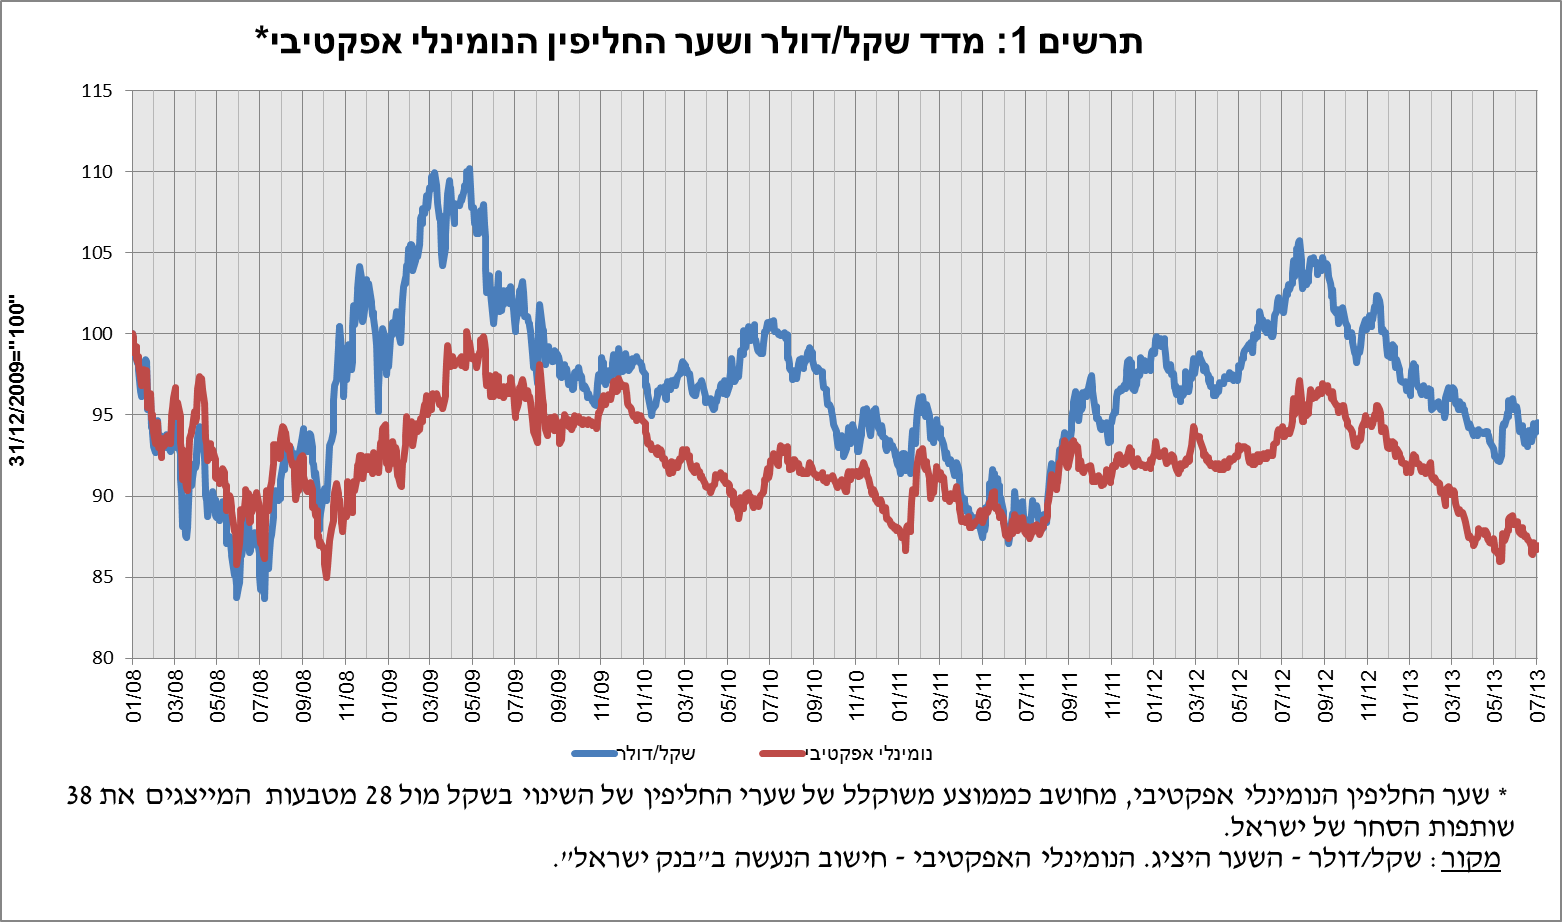 תרשים 1: מדד שקל/דולר ושער החליפין הנומינלי אפקטיבי*
31/12/2009="100"
115
110
105
100
95
90
85
80
01/08 03/08 05/08 07/08 09/08 11/08 01/09 03/09 05/09 07/09 09/09 11/09 01/10 03/10 05/10 07/10 09/10 11/10 01/11 03/11 05/11 07/11 09/11 11/11 01/12 03/12 05/12 07/12 09/12 11/12 01/13 03/13 05/13 07/13
שקל/דולר נומינלי אפקטיבי
* שער החליפין הנומינלי אפקטיבי, מחושב כממוצע משוקלל של שערי החליפין של השינוי בשקל מול 28 מטבעות המייצגים את 38
שותפות הסחר של ישראל.
מקור: שקל/דולר - השער היציג. הנומינלי האפקטיבי - חישוב הנעשה ב"בנק ישראל".